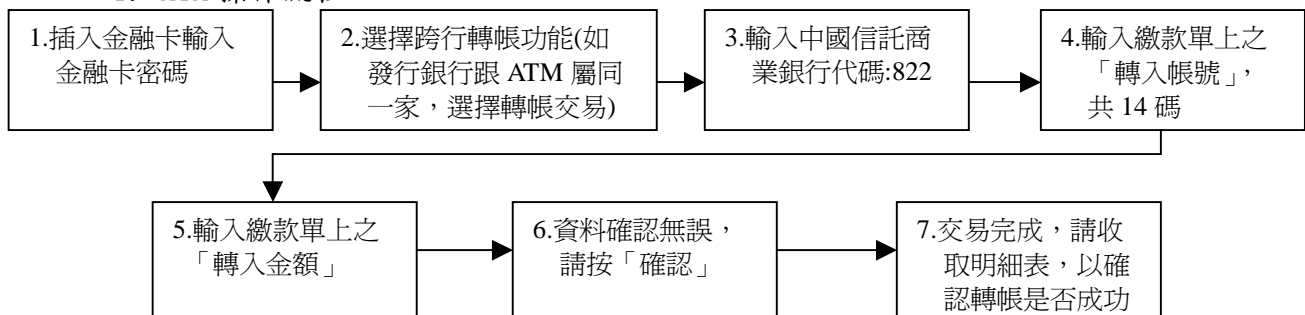 1.插入金融卡輸入
金融卡密碼
2.選擇跨行轉帳功能(如
發行銀行跟 ATM 屬同
一家，選擇轉帳交易)
3.輸入中國信託商
業銀行代碼:822
4.輸入繳款單上之
「轉入帳號」，
共 14 碼
5.輸入繳款單上之
「轉入金額」
6.資料確認無誤，
請按「確認」
7.交易完成，請收
取明細表，以確
認轉帳是否成功